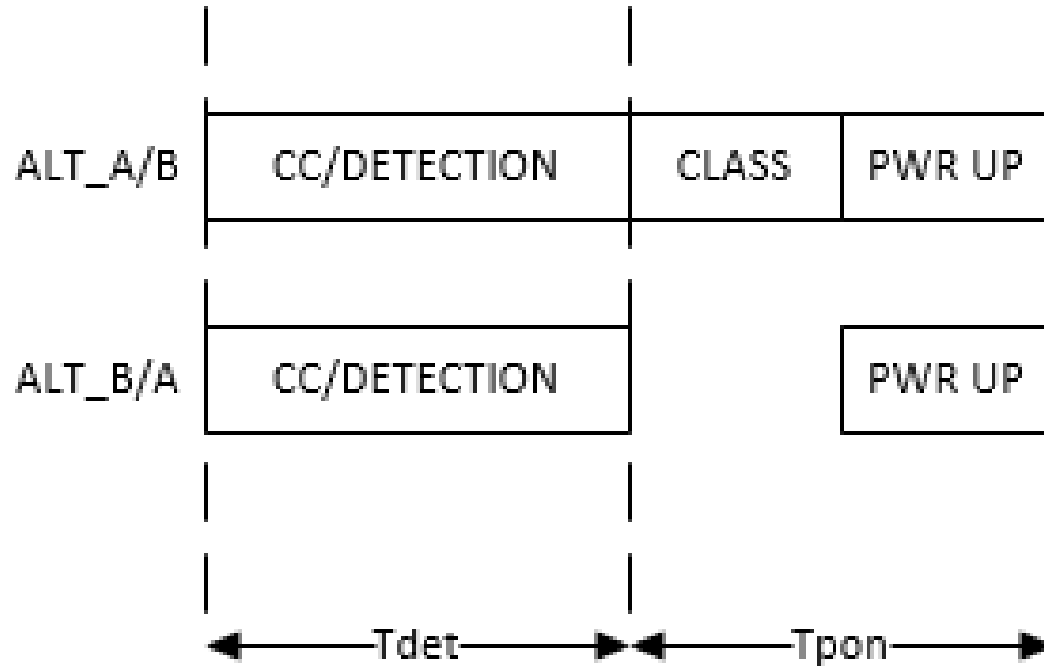 ALT_A/B CC/DETECTION CLASS PWR UP
ALT_B/A CC/DETECTION PWR UP
Tdet Tpon